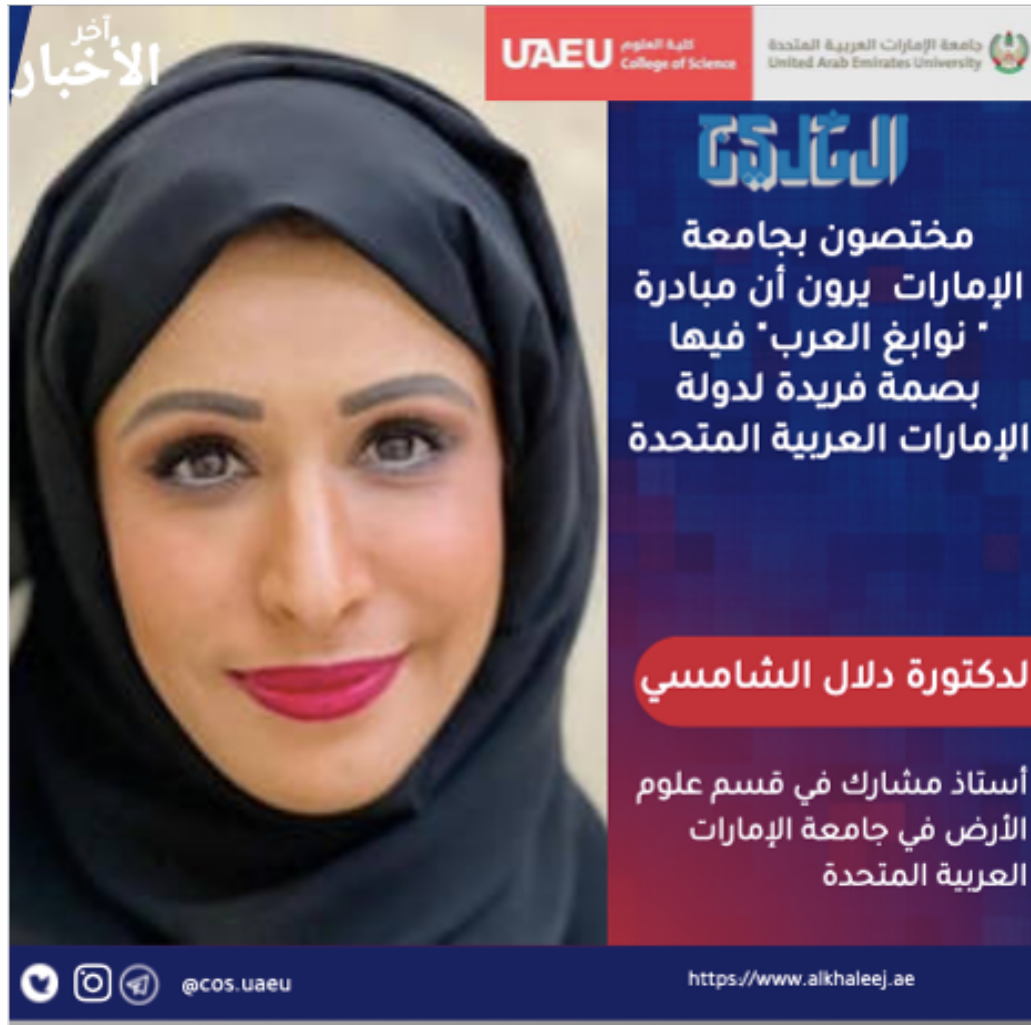 آخر
الأخبار
UAEU
كلية العلوم
College of Science
جامعة الإمارات العربية المتحدة
United Arab Emirates University
الخليج
مختصون بجامعة
الإمارات يرون أن مبادرة
" نوابغ العرب" فيها
بصمة فريدة لدولة
الإمارات العربية المتحدة
لدكتورة دلال الشامسي
أستاذ مشارك في قسم علوم
الأرض في جامعة الإمارات
العربية المتحدة
@cos.uaeu
https://www.alkhaleej.ae